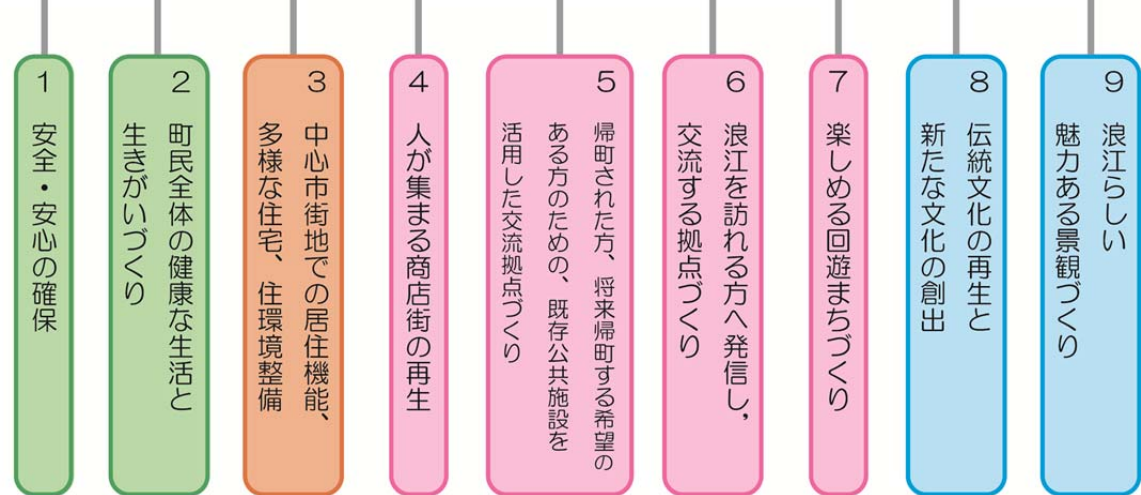 1 安全・安心の確保
2 町民全体の健康な生活と
生きがいづくり
3 中心市街地での居住機能、
多様な住宅、住環境整備
4 人が集まる商店街の再生
5 帰町された方、将来帰町する希望の
ある方のための、既存公共施設を
活用した交流拠点づくり
6 浪江を訪れる方へ発信し,
交流する拠点づくり
7 楽しめる回遊まちづくり
8 伝統文化の再生と
新たな文化の創出
9 浪江らしい
魅力ある景観づくり